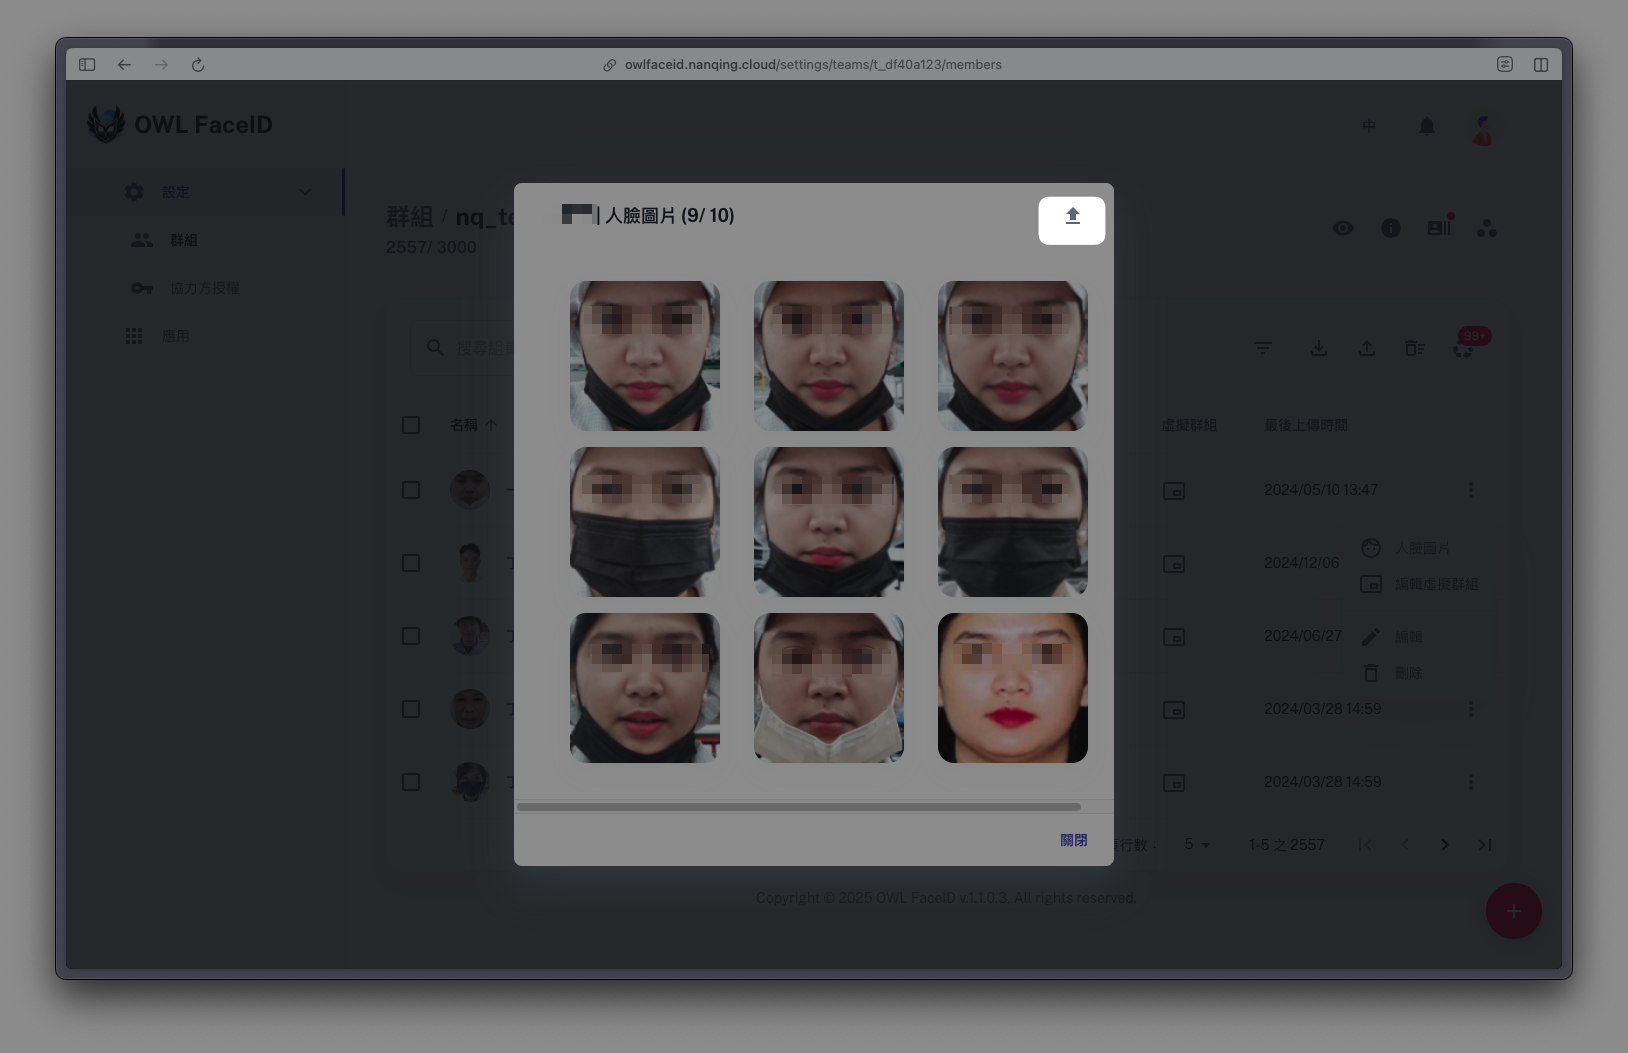 owlfaceid.nanqing.cloud/settings/teams/t_df40a123/members
OWL FaceID
中
設定
群組
協力方授權
應用
群組 / nq_te
2557/ 3000
| 人臉圖片 (9/ 10)
搜尋組
99+
名稱
虛擬群組
最後上傳時間
2024/05/10 13:47
2024/12/06
人臉圖片
編輯虛擬群組
2024/06/27
編輯
刪除
2024/03/28 14:59
2024/03/28 14:59
關閉
行數：
5
1-5 之 2557
Copyright © 2025 OWL FaceID v.1.1.0.3, All rights reserved.